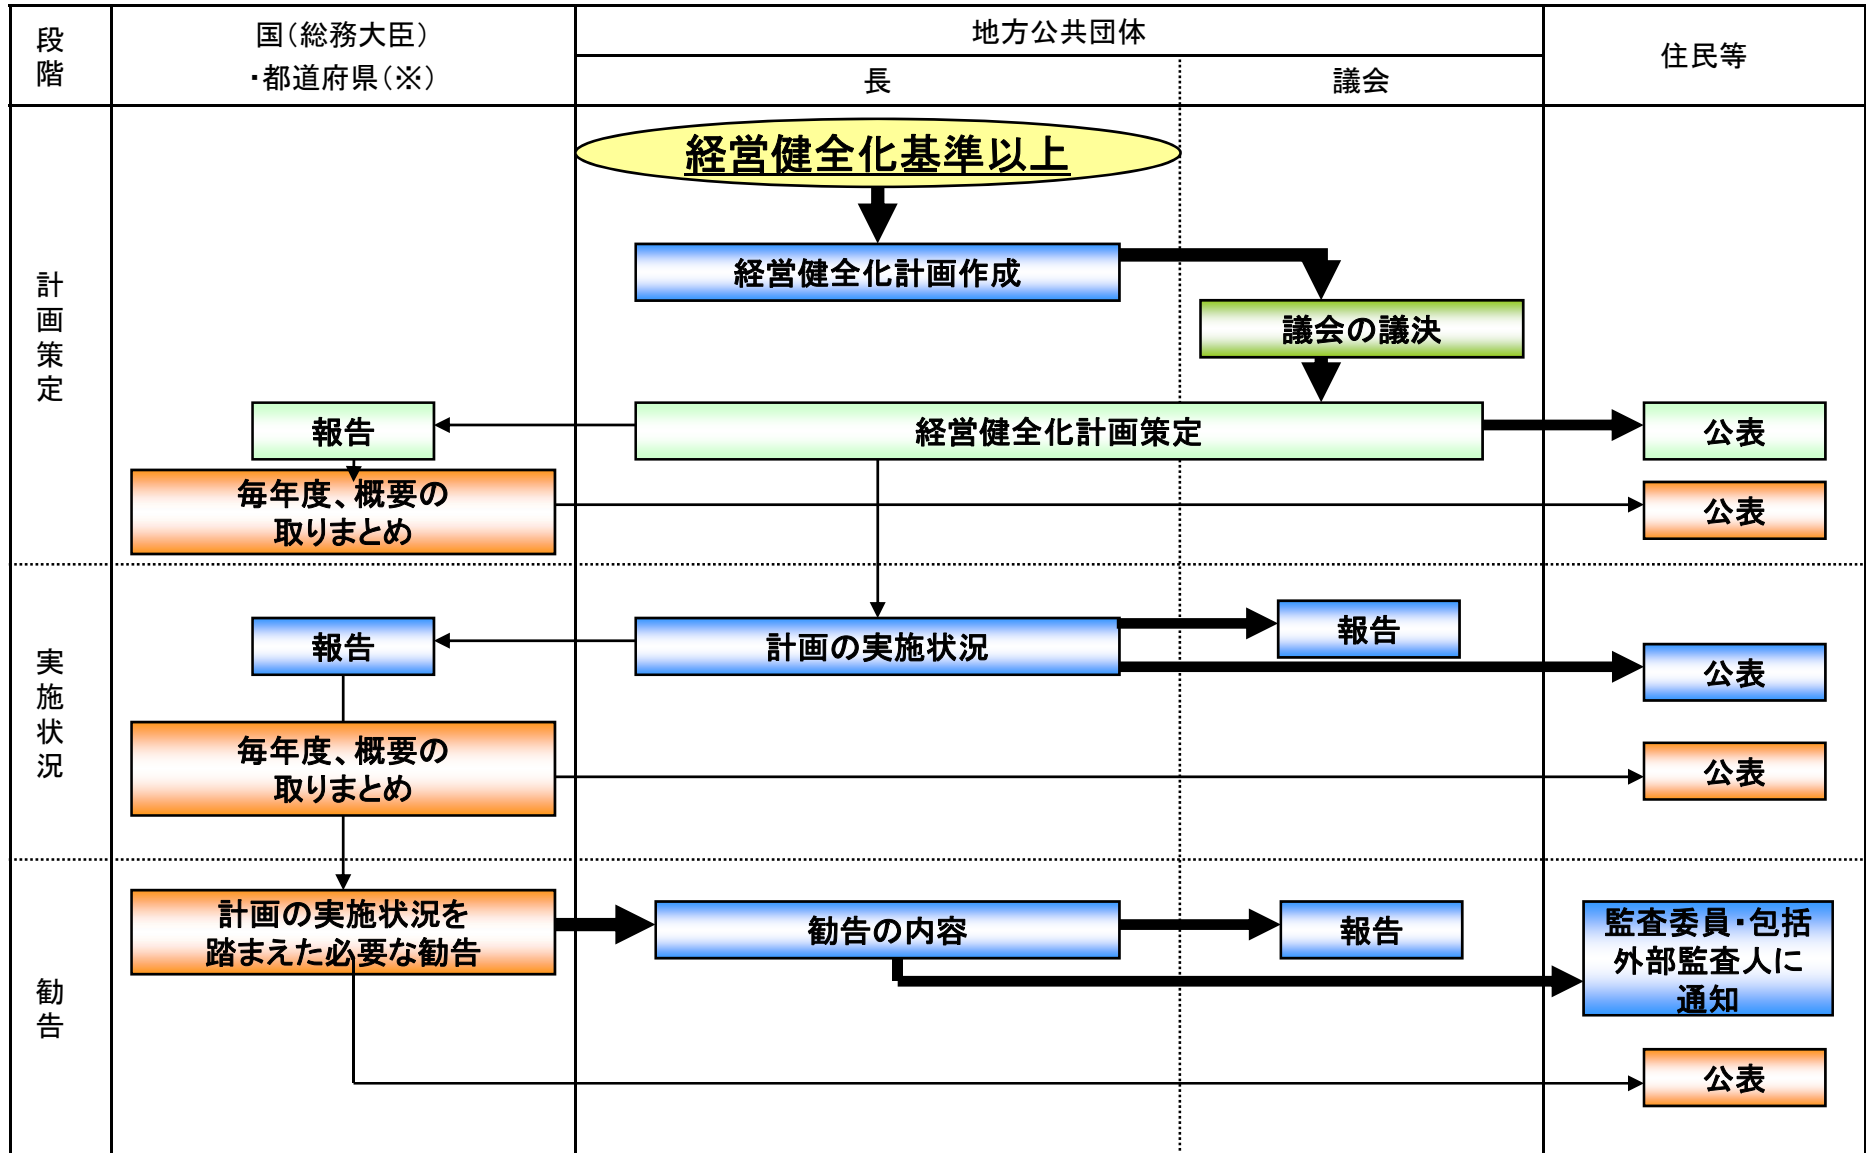 段
階
国（総務大臣）
・都道府県（※）
地方公共団体
長
議会
住民等
計
画
策
定
経営健全化基準以上
経営健全化計画作成
議会の議決
報告
経営健全化計画策定
公表
毎年度、概要の
取りまとめ
公表
実
施
状
況
報告
計画の実施状況
報告
公表
毎年度、概要の
取りまとめ
公表
勧
告
計画の実施状況を
踏まえた必要な勧告
勧告の内容
報告
監査委員・包括
外部監査人に
通知
公表